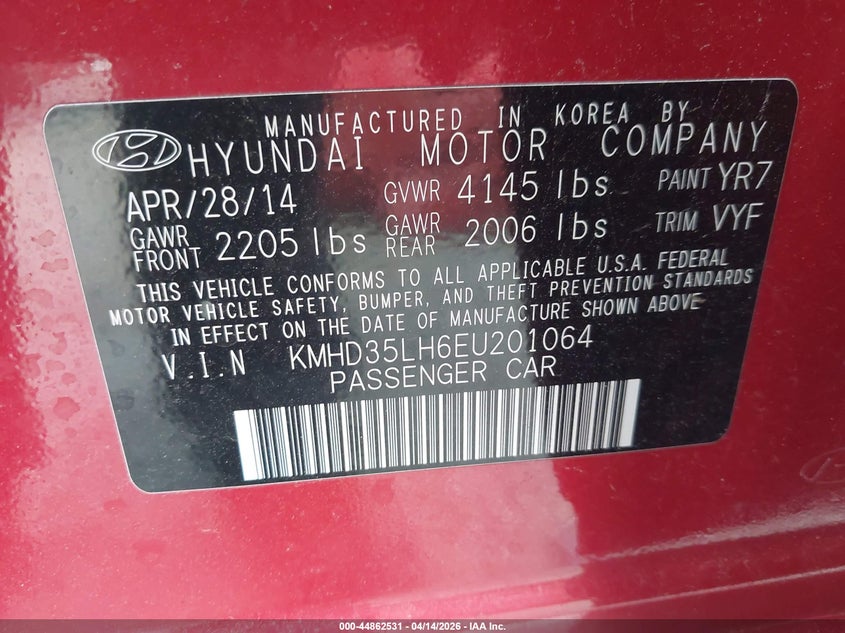 MANUFACTURED IN KOREA BY
HYUNDAI MOTOR COMPANY
APR/28/14 GVWR 4145 lbs PAINT YR7
GAWR FRONT 2205 lbs GAWR REAR 2006 lbs TRIM VYF
THIS VEHICLE CONFORMS TO ALL APPLICABLE U.S.A. FEDERAL
MOTOR VEHICLE SAFETY, BUMPER, AND THEFT PREVENTION STANDARDS
IN EFFECT ON THE DATE OF MANUFACTURE SHOWN ABOVE
V.I.N KMHD35LH6EU201064
PASSENGER CAR
000-44862531 - 04/14/2026 - IAA Inc.